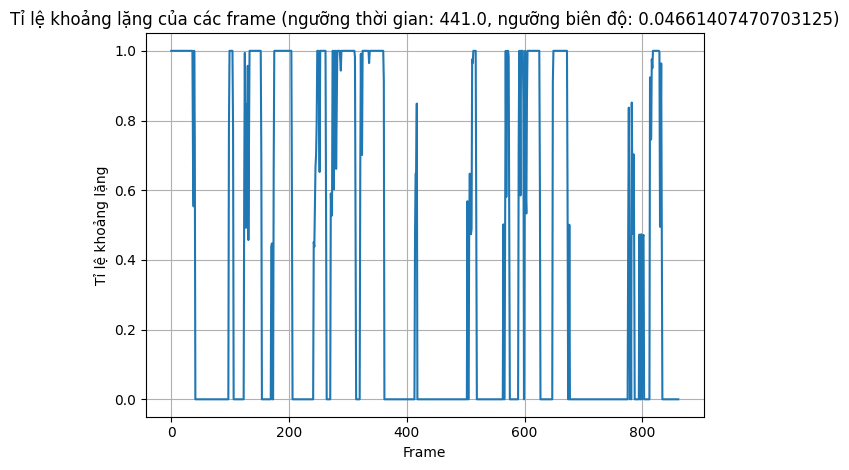 Tỉ lệ khoảng lặng của các frame (ngưỡng thời gian: 441.0, ngưỡng biên độ: 0.04661407470703125)
Tỉ lệ khoảng lặng
1.0
0.8
0.6
0.4
0.2
0.0
0 200 400 600 800
Frame